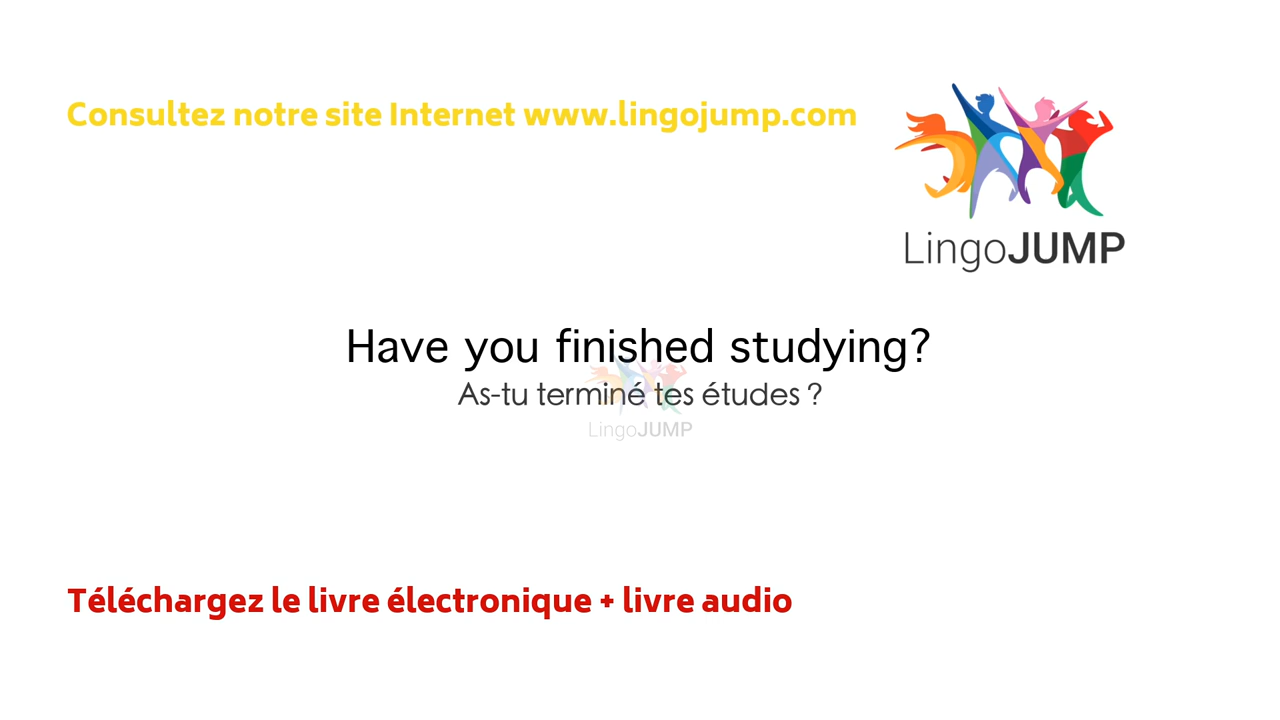 Consultez notre site Internet www.lingojump.com
LingoJUMP
Have you finished studying?
As-tu terminé tes études ?
LingoJUMP
Téléchargez le livre électronique + livre audio